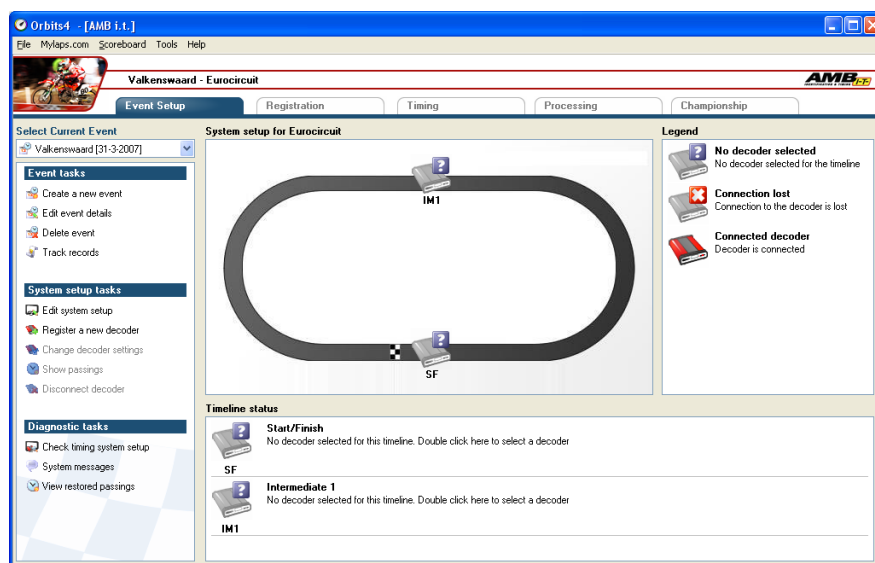 Orbits4 - [AMB i.t.]
File Mylaps.com Scoreboard Tools Help
Valkenswaard - Eurocircuit
AMB i.t.
Event Setup
Registration
Timing
Processing
Championship
Select Current Event
Valkenswaard [31-3-2007]
Event tasks
Create a new event
Edit event details
Delete event
Track records
System setup tasks
Edit system setup
Register a new decoder
Change decoder settings
Show passings
Disconnect decoder
Diagnostic tasks
Check timing system setup
System messages
View restored passings
System setup for Eurocircuit
?
IM1
?
SF
Legend
?
No decoder selected
No decoder selected for the timeline
Connection lost
Connection to the decoder is lost
Connected decoder
Decoder is connected
Timeline status
?
Start/Finish
No decoder selected for this timeline. Double click here to select a decoder
SF
?
Intermediate 1
No decoder selected for this timeline. Double click here to select a decoder
IM1